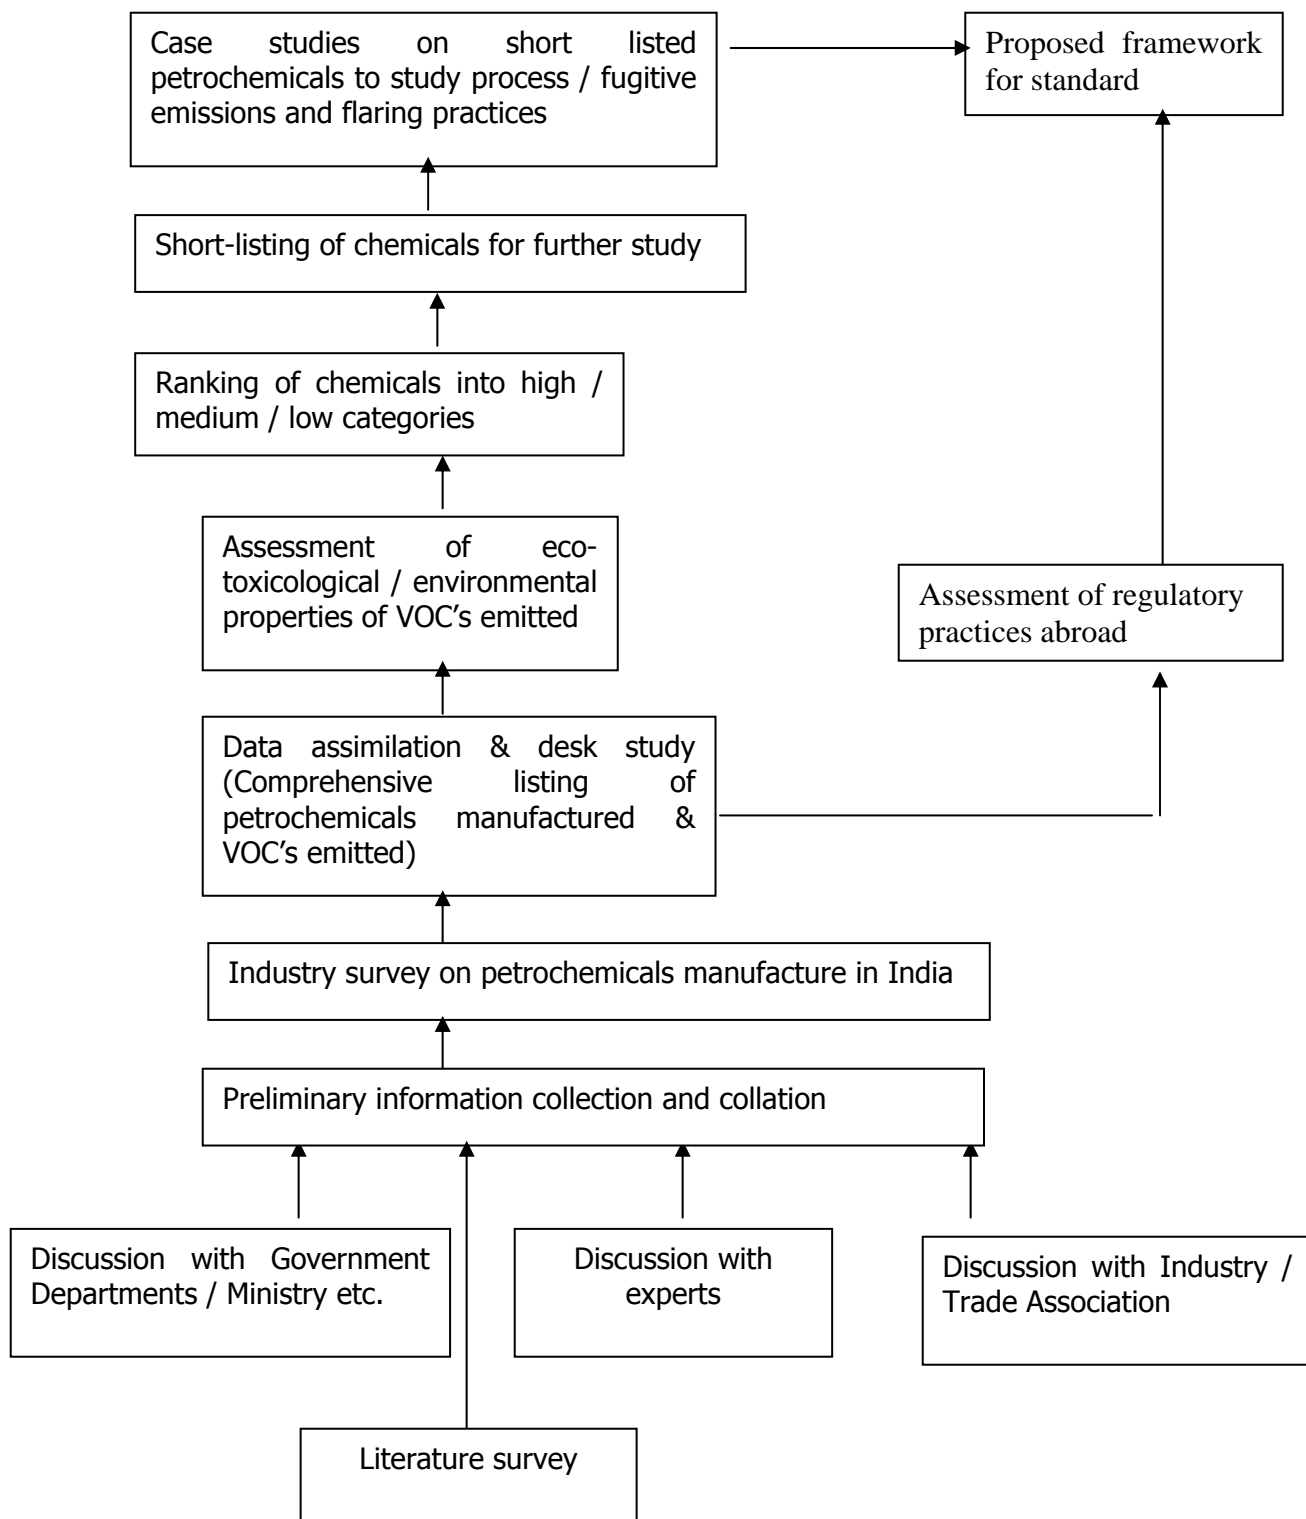 Case studies on short listed
petrochemicals to study process / fugitive
emissions and flaring practices
Proposed framework
for standard
Short-listing of chemicals for further study
Ranking of chemicals into high /
medium / low categories
Assessment of eco-
toxicological / environmental
properties of VOC’s emitted
Assessment of regulatory
practices abroad
Data assimilation & desk study
(Comprehensive listing of
petrochemicals manufactured &
VOC’s emitted)
Industry survey on petrochemicals manufacture in India
Preliminary information collection and collation
Discussion with Government
Departments / Ministry etc.
Discussion with
experts
Discussion with Industry /
Trade Association
Literature survey